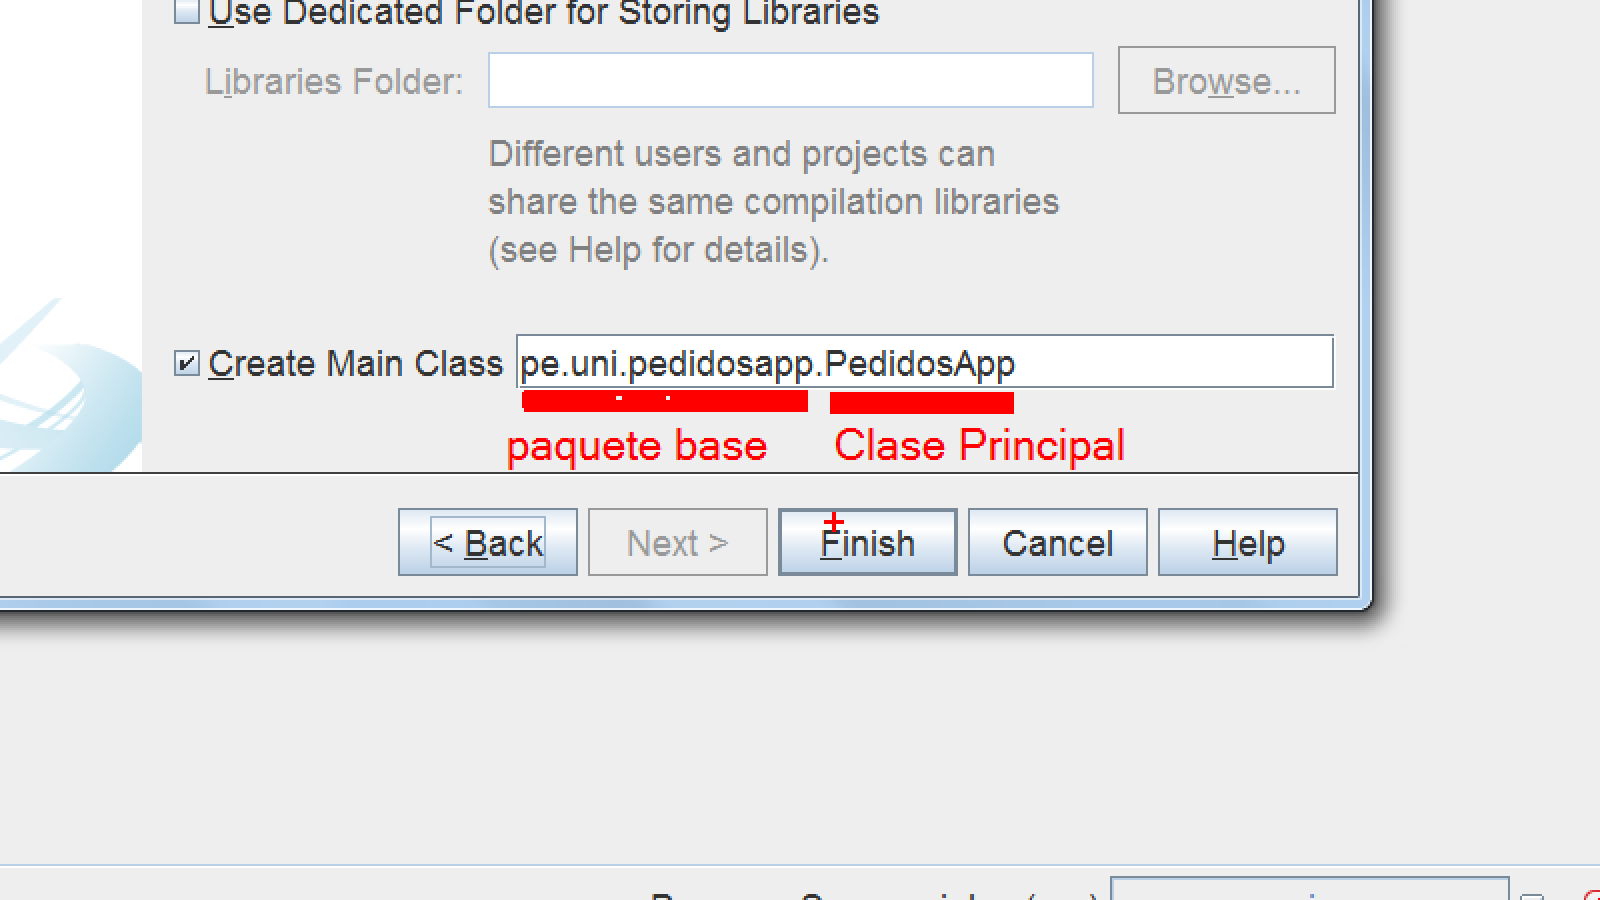 Use Dedicated Folder for Storing Libraries
Libraries Folder:
Browse...
Different users and projects can
share the same compilation libraries
(see Help for details).
Create Main Class pe.uni.pedidosapp.PedidosApp
paquete base Clase Principal
< Back Next > Finish Cancel Help